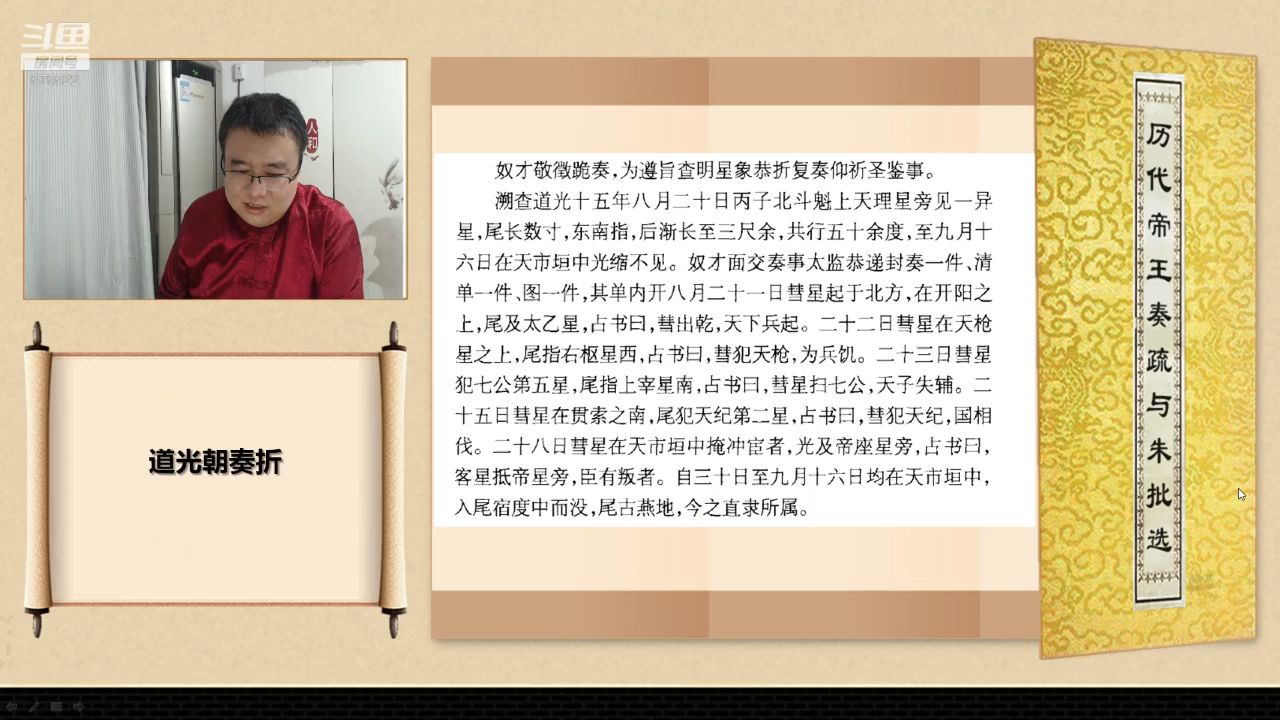 斗鱼
房间号
人和
道光朝奏折
奴才敬徵跪奏,为遵旨查明星象恭折复奏仰祈圣鉴事。
溯查道光十五年八月二十日丙子北斗魁上天理星旁见一异
星,尾长数寸,东南指,后渐长至三尺余,共行五十余度,至九月十
六日在天市垣中光缩不见。奴才面交奏事太监恭递封奏一件、清
单一件、图一件,其单内开八月二十一日彗星起于北方,在开阳之
上,尾及太乙星,占书曰,彗出乾,天下兵起。二十二日彗星在天枪
星之上,尾指右枢星西,占书曰,彗犯天枪,为兵饥。二十三日彗星
犯七公第五星,尾指上宰星南,占书曰,彗星扫七公,天子失辅。二
十五日彗星在贯索之南,尾犯天纪第二星,占书曰,彗犯天纪,国相
伐。二十八日彗星在天市垣中掩冲宦者,光及帝座星旁,占书曰,
客星抵帝星旁,臣有叛者。自三十日至九月十六日均在天市垣中,
入尾宿度中而没,尾古燕地,今之直隶所属。
历代帝王奏疏与朱批选